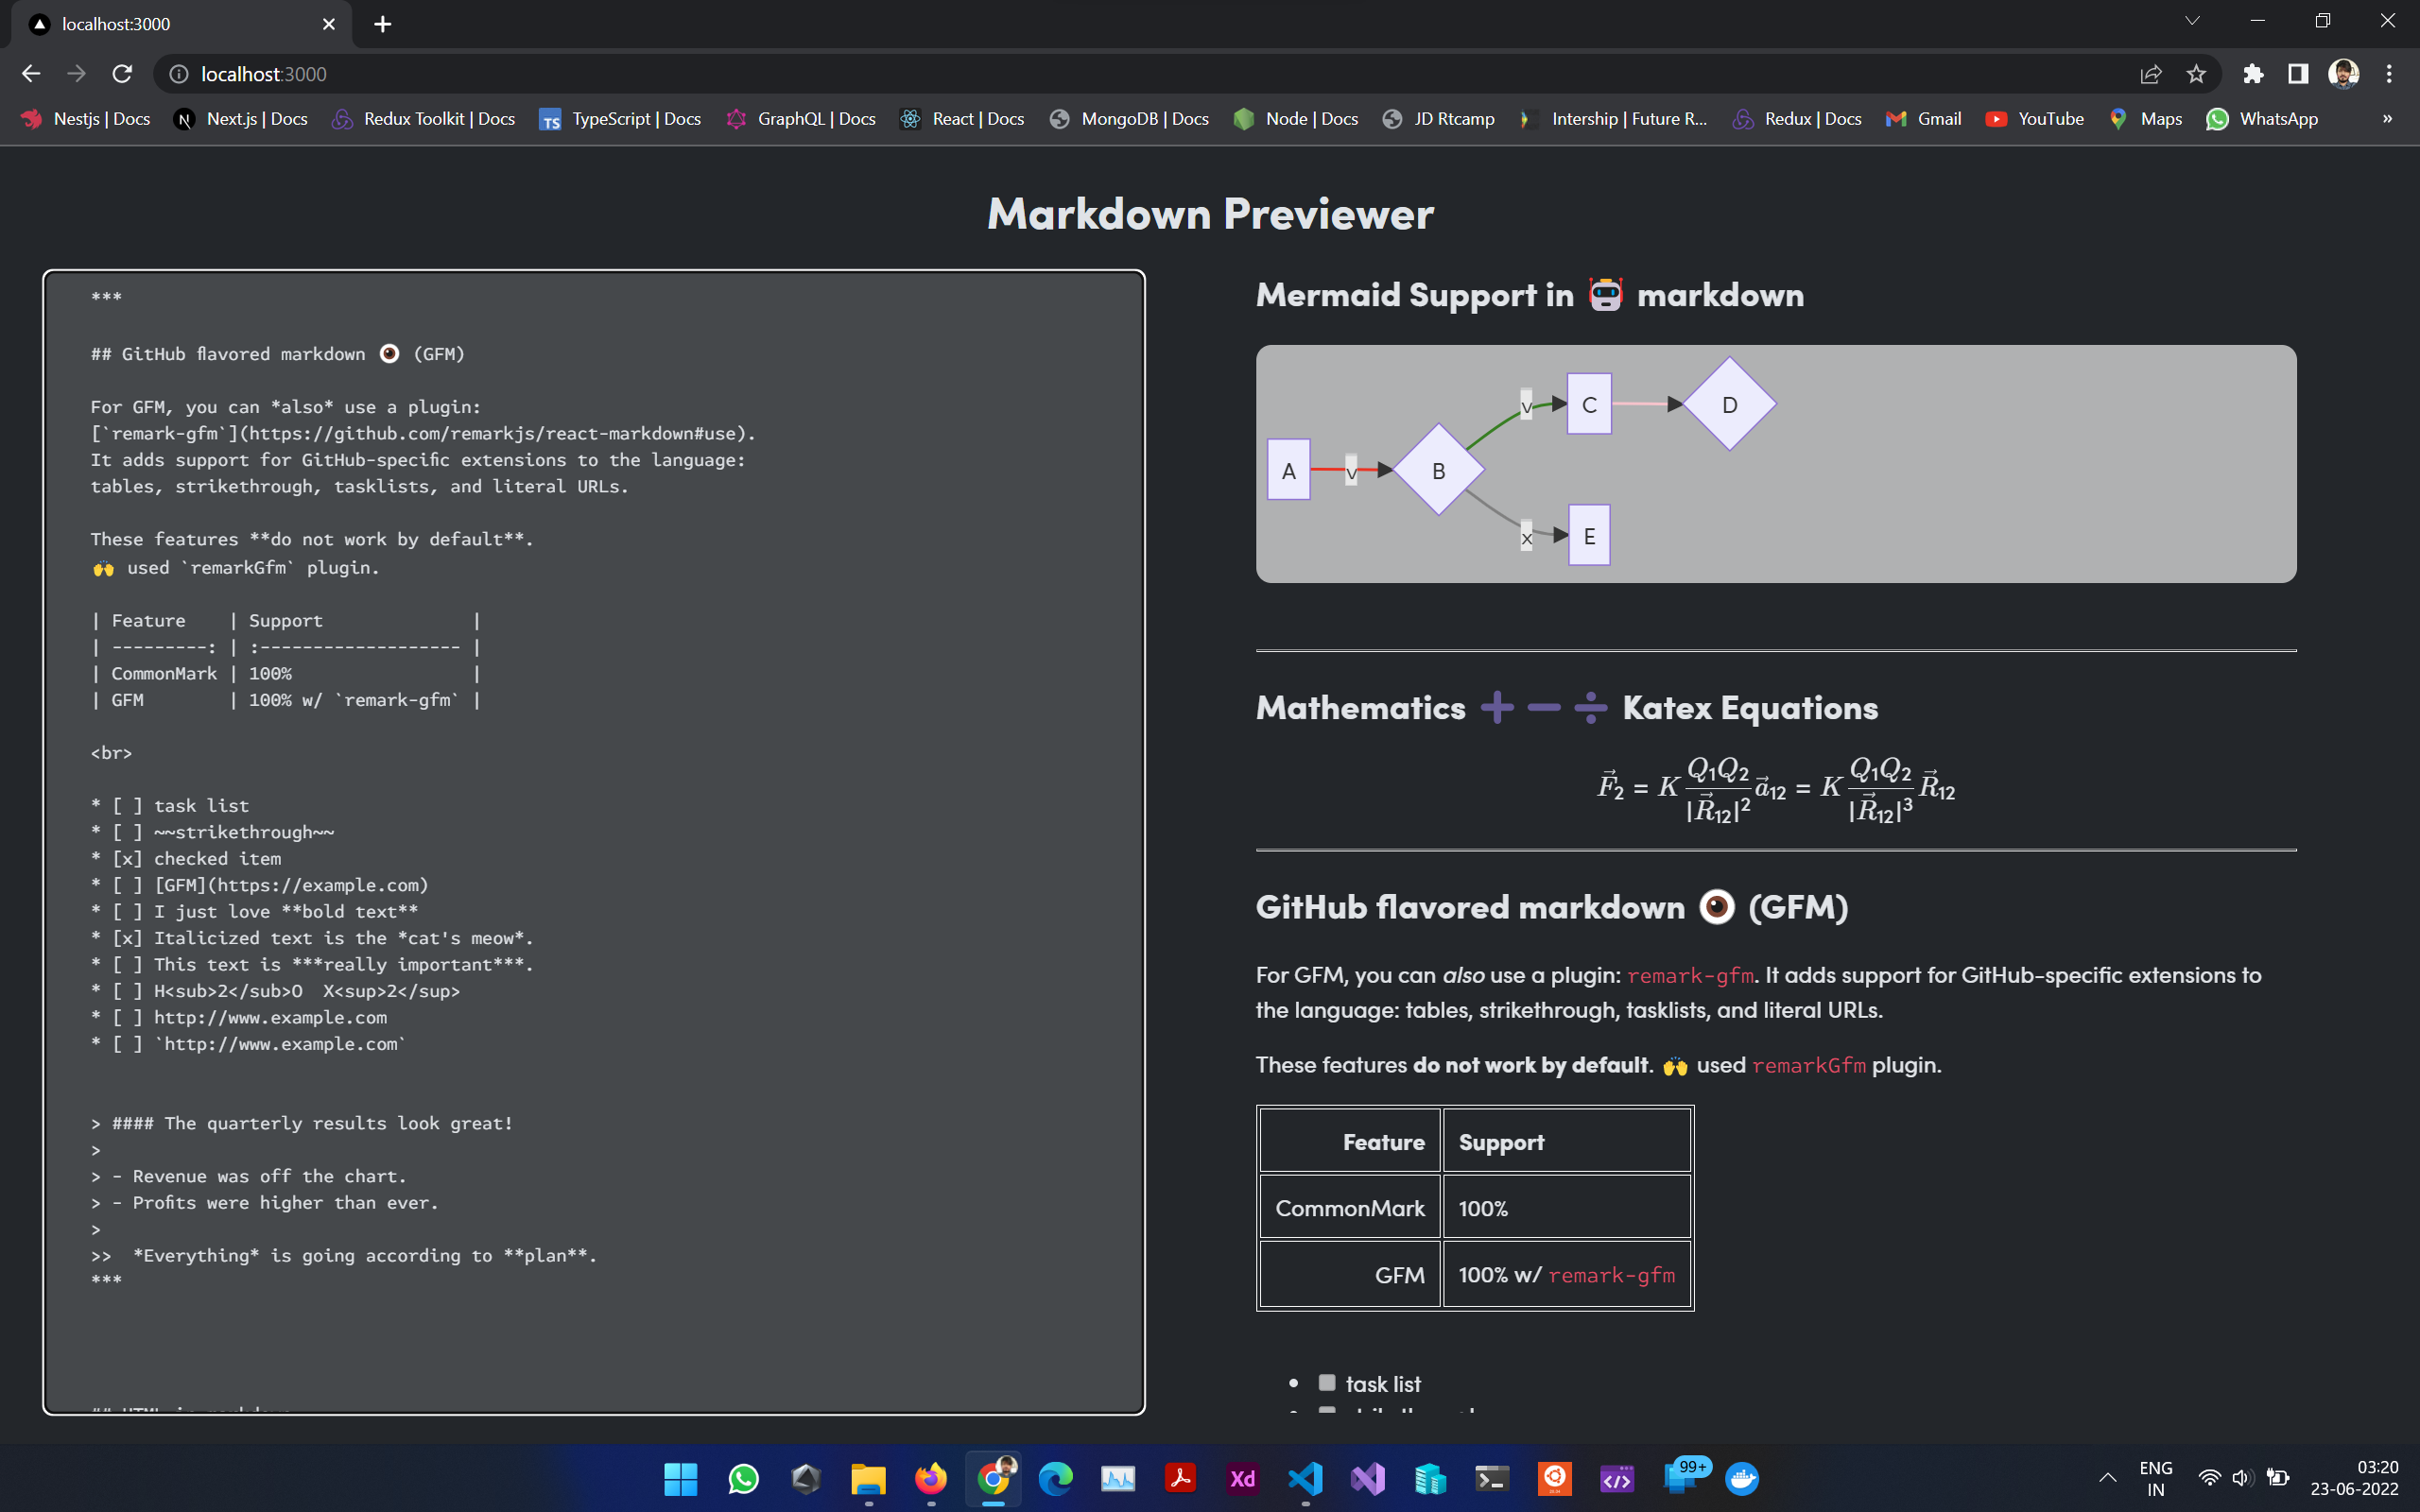 localhost:3000
localhost:3000
Nestjs | Docs
Next.js | Docs
Redux Toolkit | Docs
TypeScript | Docs
GraphQL | Docs
React | Docs
MongoDB | Docs
Node | Docs
JD Rtcamp
Intership | Future R...
Redux | Docs
Gmail
YouTube
Maps
WhatsApp
»
Markdown Previewer
***
## GitHub flavored markdown 👁 (GFM)
For GFM, you can *also* use a plugin:
[`remark-gfm`](https://github.com/remarkjs/react-markdown#use).
It adds support for GitHub-specific extensions to the language:
tables, strikethrough, tasklists, and literal URLs.
These features **do not work by default**.
🙌 used `remarkGfm` plugin.
| Feature    | Support              |
| ---------: | :------------------- |
| CommonMark | 100%                 |
| GFM        | 100% w/ `remark-gfm` |
<br>
* [ ] task list
* [ ] ~~strikethrough~~
* [x] checked item
* [ ] [GFM](https://example.com)
* [ ] I just love **bold text**
* [x] Italicized text is the *cat's meow*.
* [ ] This text is ***really important***.
* [ ] H<sub>2</sub>O  X<sup>2</sup>
* [ ] http://www.example.com
* [ ] `http://www.example.com`
> #### The quarterly results look great!
>
> - Revenue was off the chart.
> - Profits were higher than ever.
>
>>  *Everything* is going according to **plan**.
***
Mermaid Support in 🤖 markdown
A
v
B
v
C
D
x
E
Mathematics ➕➖➗ Katex Equations
F⃗₂ = K Q₁Q₂ / |R⃗₁₂|² a⃗₁₂ = K Q₁Q₂ / |R⃗₁₂|³ R⃗₁₂
GitHub flavored markdown 👁 (GFM)
For GFM, you can also use a plugin: remark-gfm. It adds support for GitHub-specific extensions to
the language: tables, strikethrough, tasklists, and literal URLs.
These features do not work by default. 🙌 used remarkGfm plugin.
Feature Support
CommonMark 100%
GFM 100% w/ remark-gfm
• task list
Xd
99+
ENG
IN
03:20
23-06-2022